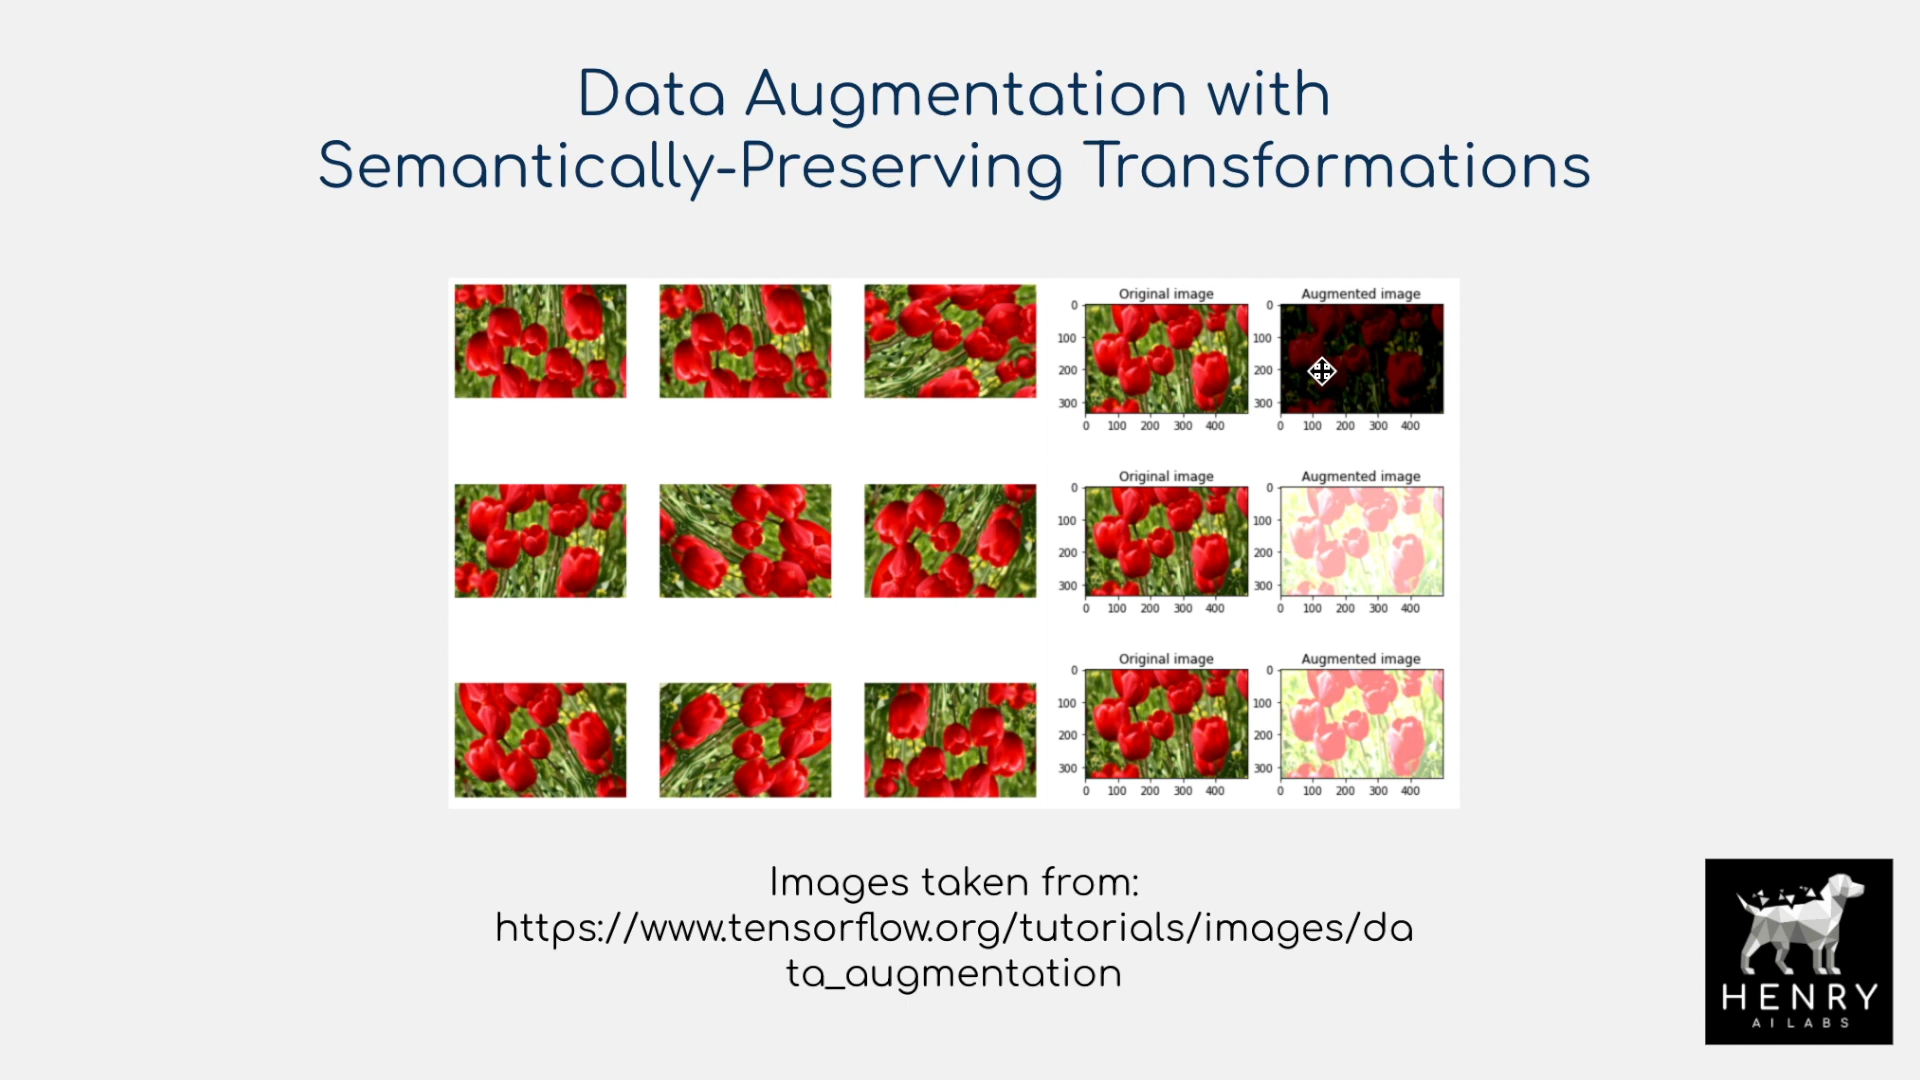 Data Augmentation with
Semantically-Preserving Transformations
Original image
Augmented image
0
100
200
300
0 100 200 300 400
0
100
200
300
0 100 200 300 400
Original image
Augmented image
0
100
200
300
0 100 200 300 400
0
100
200
300
0 100 200 300 400
Original image
Augmented image
0
100
200
300
0 100 200 300 400
0
100
200
300
0 100 200 300 400
Images taken from:
https://www.tensorflow.org/tutorials/images/da
ta_augmentation
HENRY
AI LABS